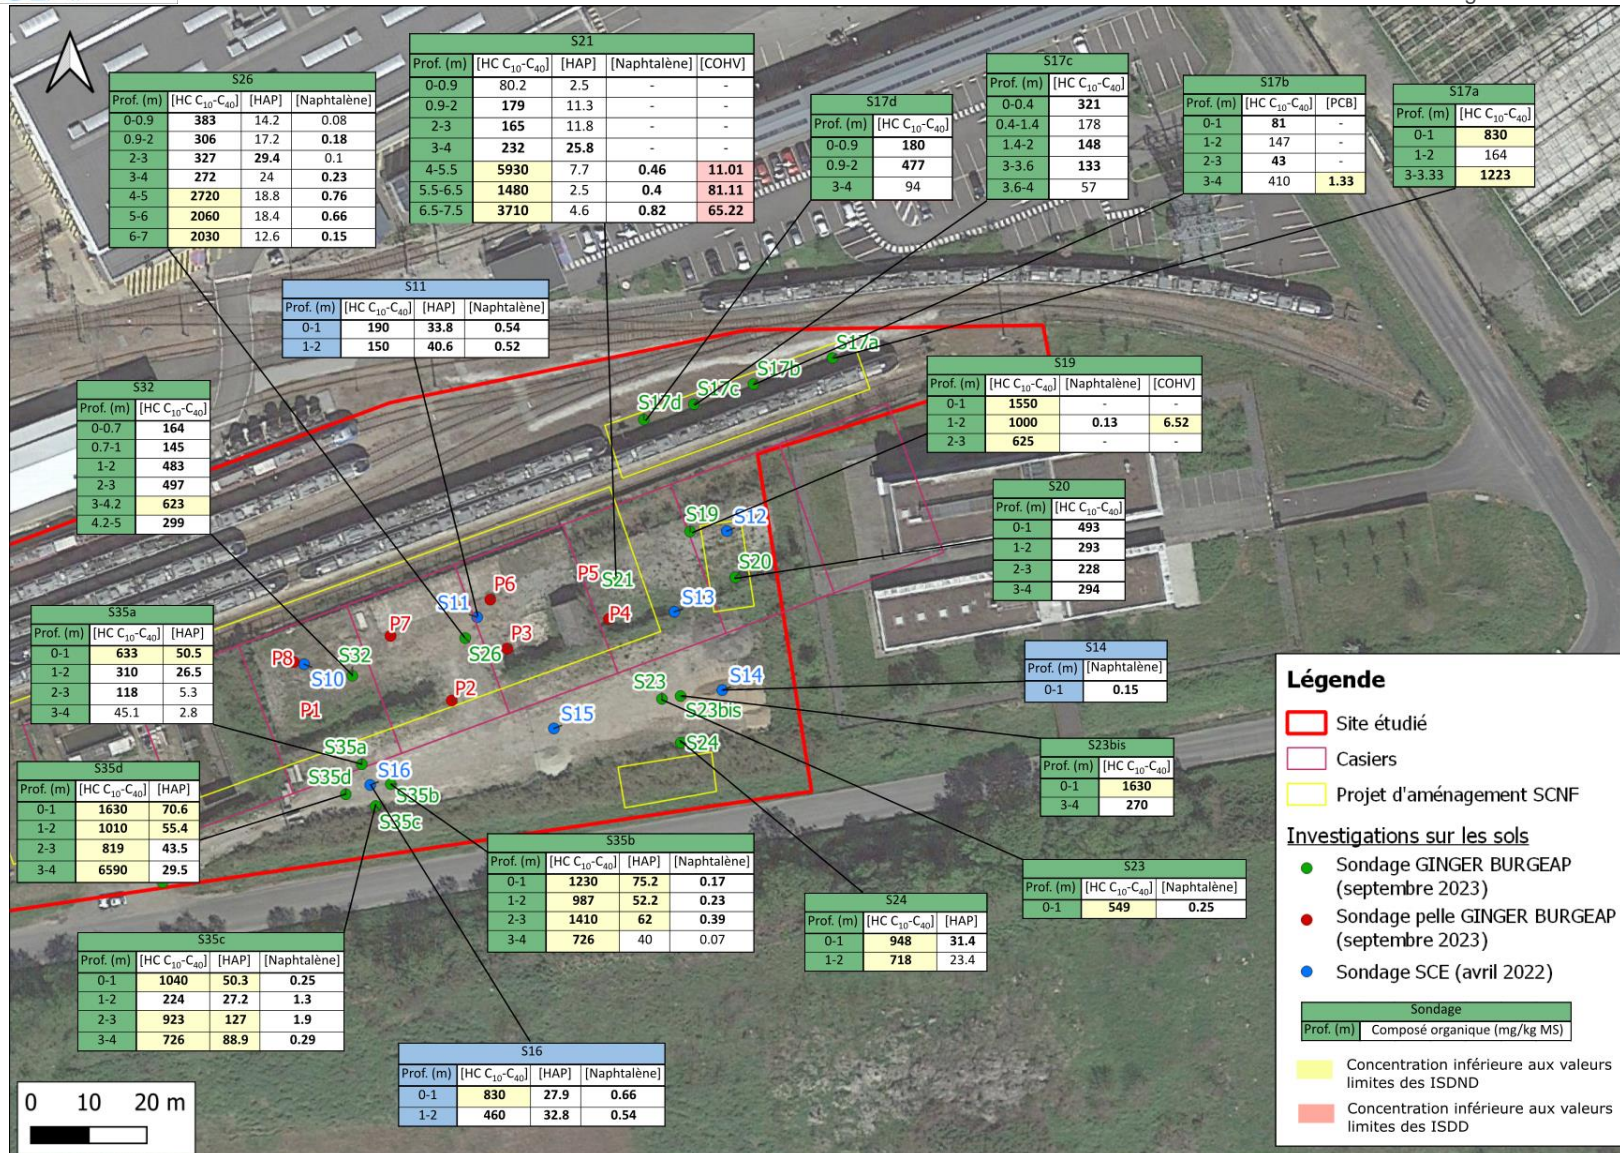 S26
Prof. (m) [HC C10-C40] [HAP] [Naphtalène]
0-0.9 383 14.2 0.08
0.9-2 306 17.2 0.18
2-3 327 29.4 0.1
3-4 272 24 0.23
4-5 2720 18.8 0.76
5-6 2060 18.4 0.66
6-7 2030 12.6 0.15
S21
Prof. (m) [HC C10-C40] [HAP] [Naphtalène] [COHV]
0-0.9 80.2 2.5 - -
0.9-2 179 11.3 - -
2-3 165 11.8 - -
3-4 232 25.8 - -
4-5.5 5930 7.7 0.46 11.01
5.5-6.5 1480 2.5 0.4 81.11
6.5-7.5 3710 4.6 0.82 65.22
S17d
Prof. (m) [HC C10-C40]
0-0.9 180
0.9-2 477
3-4 94
S17c
Prof. (m) [HC C10-C40]
0-0.4 321
0.4-1.4 178
1.4-2 148
3-3.6 133
3.6-4 57
S17b
Prof. (m) [HC C10-C40] [PCB]
0-1 81 -
1-2 147 -
2-3 43 -
3-4 410 1.33
S17a
Prof. (m) [HC C10-C40]
0-1 830
1-2 164
3-3.33 1223
S11
Prof. (m) [HC C10-C40] [HAP] [Naphtalène]
0-1 190 33.8 0.54
1-2 150 40.6 0.52
S32
Prof. (m) [HC C10-C40]
0-0.7 164
0.7-1 145
1-2 483
2-3 497
3-4.2 623
4.2-5 299
S19
Prof. (m) [HC C10-C40] [Naphtalène] [COHV]
0-1 1550 - -
1-2 1000 0.13 6.52
2-3 625 - -
S20
Prof. (m) [HC C10-C40]
0-1 493
1-2 293
2-3 228
3-4 294
S17a
S17b
S17c
S17d
S19
S12
S20
P5
S21
P6
S11
P4
S13
P7
P3
S26
P8
S32
S10
P2
P1
S23
S14
S23bis
S15
S24
S35a
S35d
S16
S35b
S35c
S35a
Prof. (m) [HC C10-C40] [HAP]
0-1 633 50.5
1-2 310 26.5
2-3 118 5.3
3-4 45.1 2.8
S14
Prof. (m) [Naphtalène]
0-1 0.15
S23bis
Prof. (m) [HC C10-C40]
0-1 1630
3-4 270
S35d
Prof. (m) [HC C10-C40] [HAP]
0-1 1630 70.6
1-2 1010 55.4
2-3 819 43.5
3-4 6590 29.5
S35b
Prof. (m) [HC C10-C40] [HAP] [Naphtalène]
0-1 1230 75.2 0.17
1-2 987 52.2 0.23
2-3 1410 62 0.39
3-4 726 40 0.07
S24
Prof. (m) [HC C10-C40] [HAP]
0-1 948 31.4
1-2 718 23.4
S23
Prof. (m) [HC C10-C40] [Naphtalène]
0-1 549 0.25
S35c
Prof. (m) [HC C10-C40] [HAP] [Naphtalène]
0-1 1040 50.3 0.25
1-2 224 27.2 1.3
2-3 923 127 1.9
3-4 726 88.9 0.29
S16
Prof. (m) [HC C10-C40] [HAP] [Naphtalène]
0-1 830 27.9 0.66
1-2 460 32.8 0.54
0 10 20 m
Légende
Site étudié
Casiers
Projet d'aménagement SCNF
Investigations sur les sols
Sondage GINGER BURGEAP
(septembre 2023)
Sondage pelle GINGER BURGEAP
(septembre 2023)
Sondage SCE (avril 2022)
Sondage
Prof. (m) Composé organique (mg/kg MS)
Concentration inférieure aux valeurs
limites des ISDND
Concentration inférieure aux valeurs
limites des ISDD